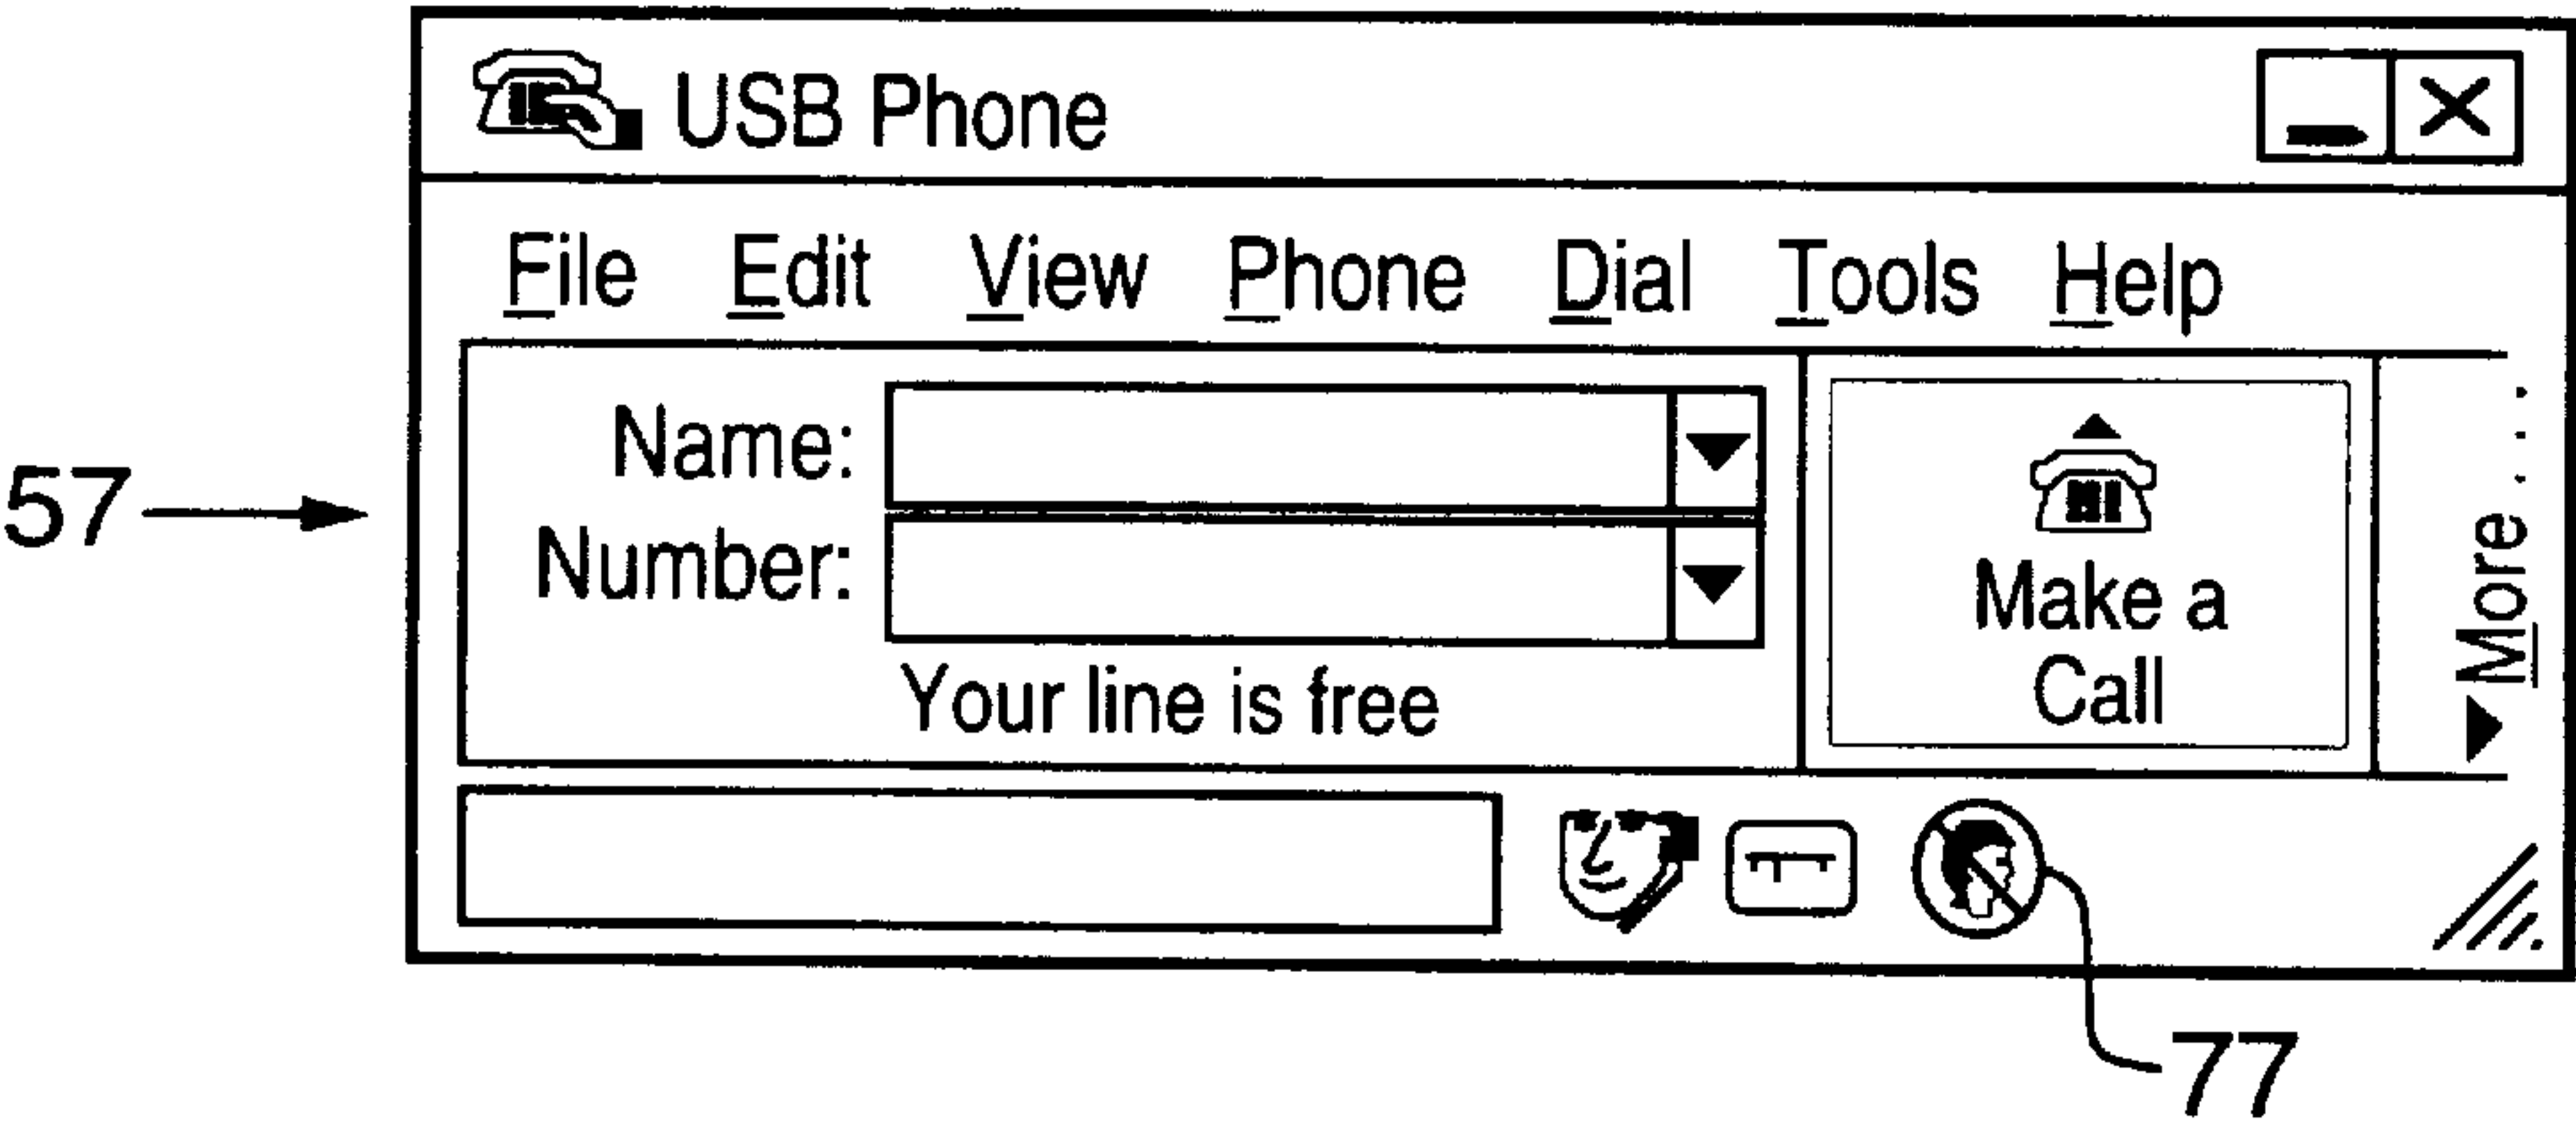 USB Phone
File Edit View Phone Dial Tools Help
Name:
Number:
Your line is free
Make a
Call
More ....
57
77